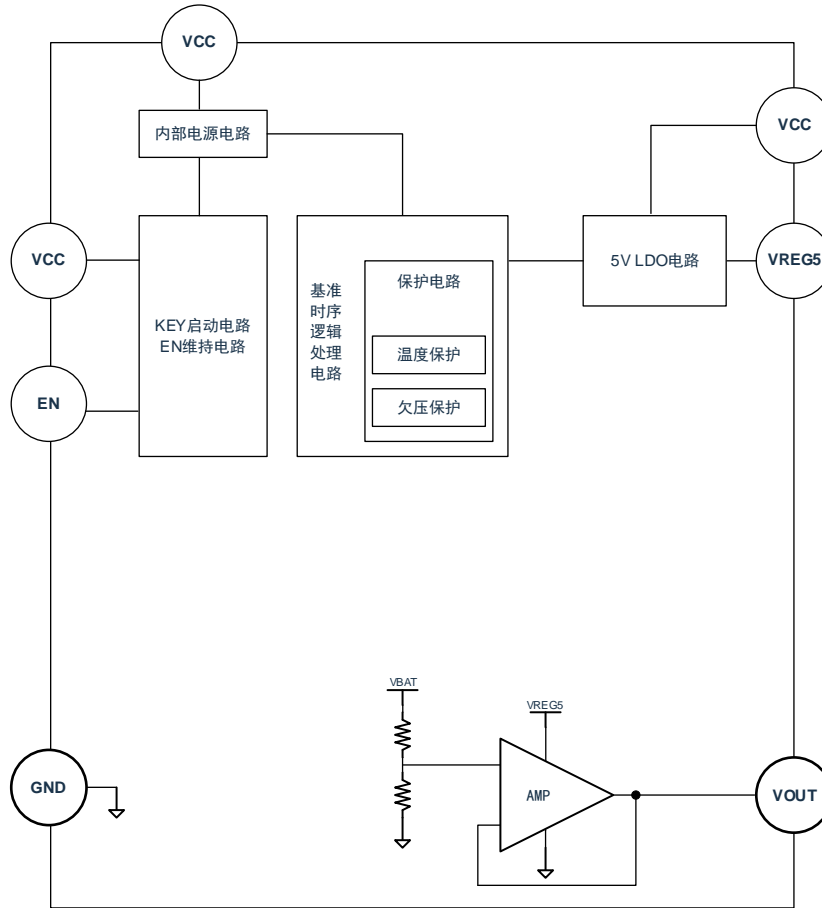 VCC
内部电源电路
VCC
VCC
KEY启动电路
EN维持电路
基准
时序
逻辑
处理
电路
保护电路
温度保护
欠压保护
5V LDO电路
VREG5
EN
VBAT
VREG5
GND
AMP
VOUT